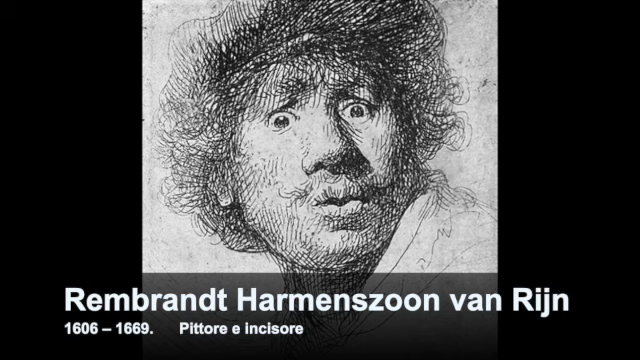 Rembrandt Harmenszoon van Rijn
1606 – 1669. Pittore e incisore